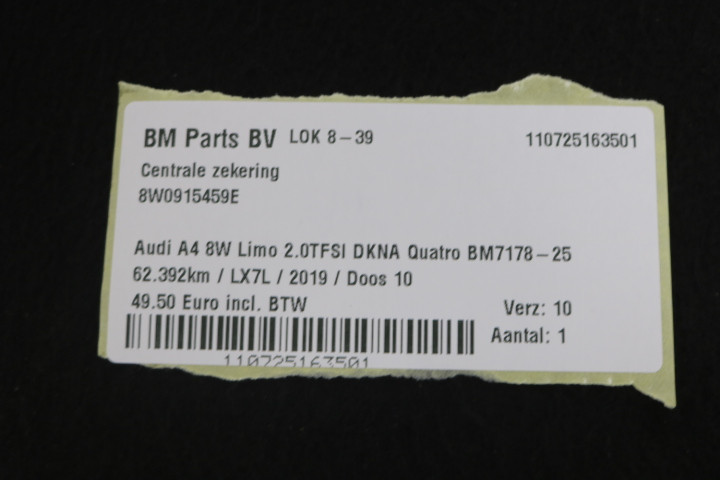 BM Parts BV LOK 8-39 110725163501
Centrale zekering
8W0915459E
Audi A4 8W Limo 2.0TFSI DKNA Quatro BM7178-25
62.392km / LX7L / 2019 / Doos 10
49.50 Euro incl. BTW Verz: 10
Aantal: 1
110725163501